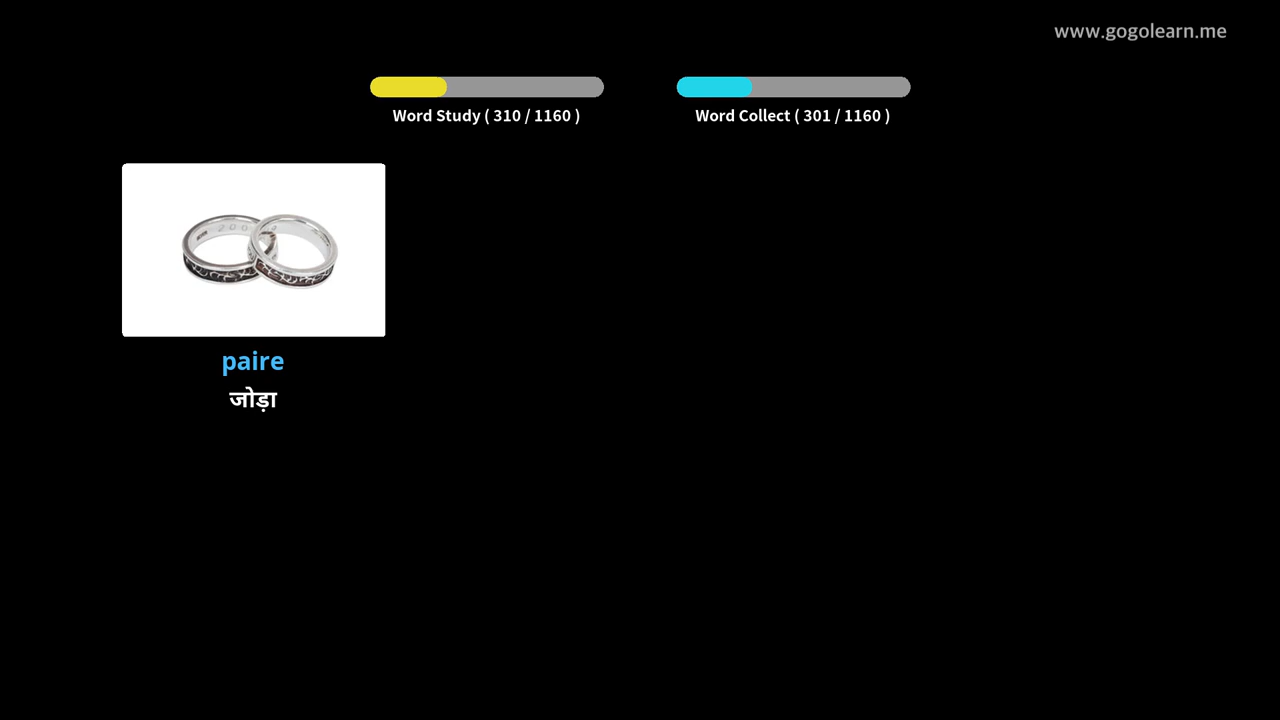 www.gogolearn.me
Word Study ( 310 / 1160 )
Word Collect ( 301 / 1160 )
paire
जोड़ा